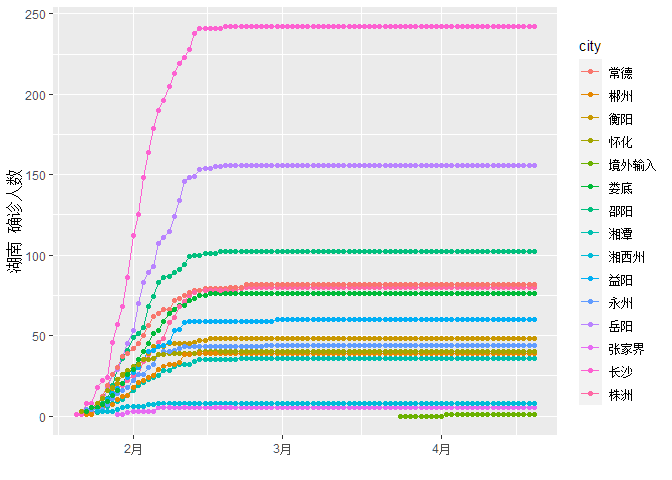 湖南 确诊人数
250
200
150
100
50
0
2月
3月
4月
city
常德
郴州
衡阳
怀化
境外输入
娄底
邵阳
湘潭
湘西州
益阳
永州
岳阳
张家界
长沙
株洲